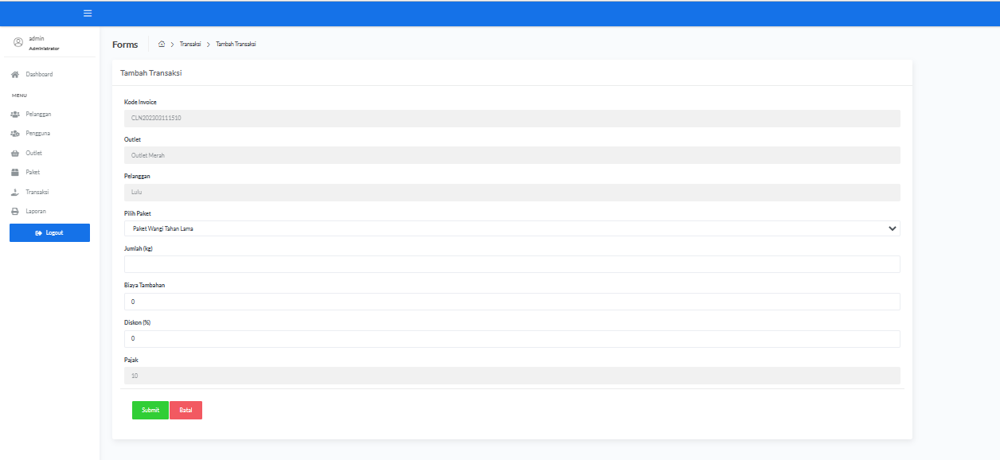 admin
Administrator
Dashboard
MENU
Pelanggan
Pengguna
Outlet
Paket
Transaksi
Laporan
Logout
Forms
Transaksi
Tambah Transaksi
Tambah Transaksi
Kode Invoice
CLN202303111510
Outlet
Outlet Merah
Pelanggan
Lulu
Pilih Paket
Paket Wangi Tahan Lama
Jumlah (kg)
Biaya Tambahan
0
Diskon (%)
0
Pajak
10
Submit
Batal